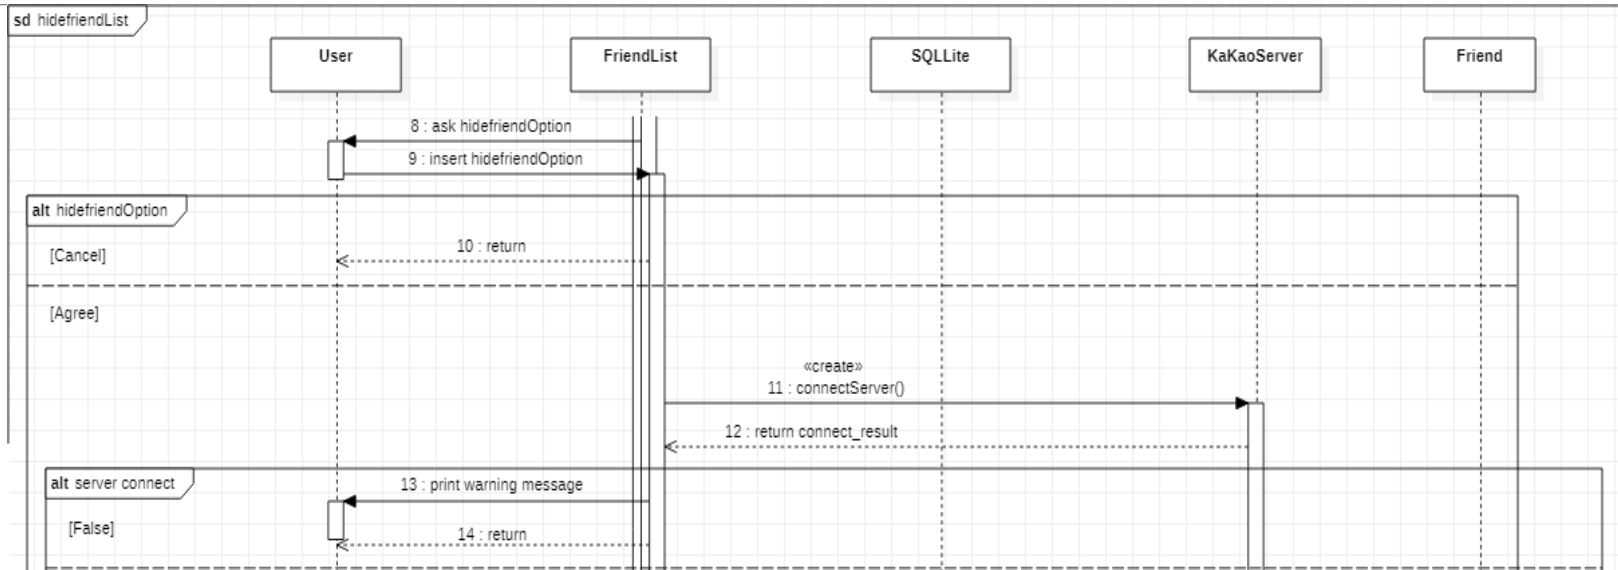 sd hidefriendList
User
FriendList
SQLLite
KaKaoServer
Friend
8 : ask hidefriendOption
9 : insert hidefriendOption
alt hidefriendOption
10 : return
[Cancel]
[Agree]
«create»
11 : connectServer()
12 : return connect_result
alt server connect
13 : print warning message
[False]
14 : return